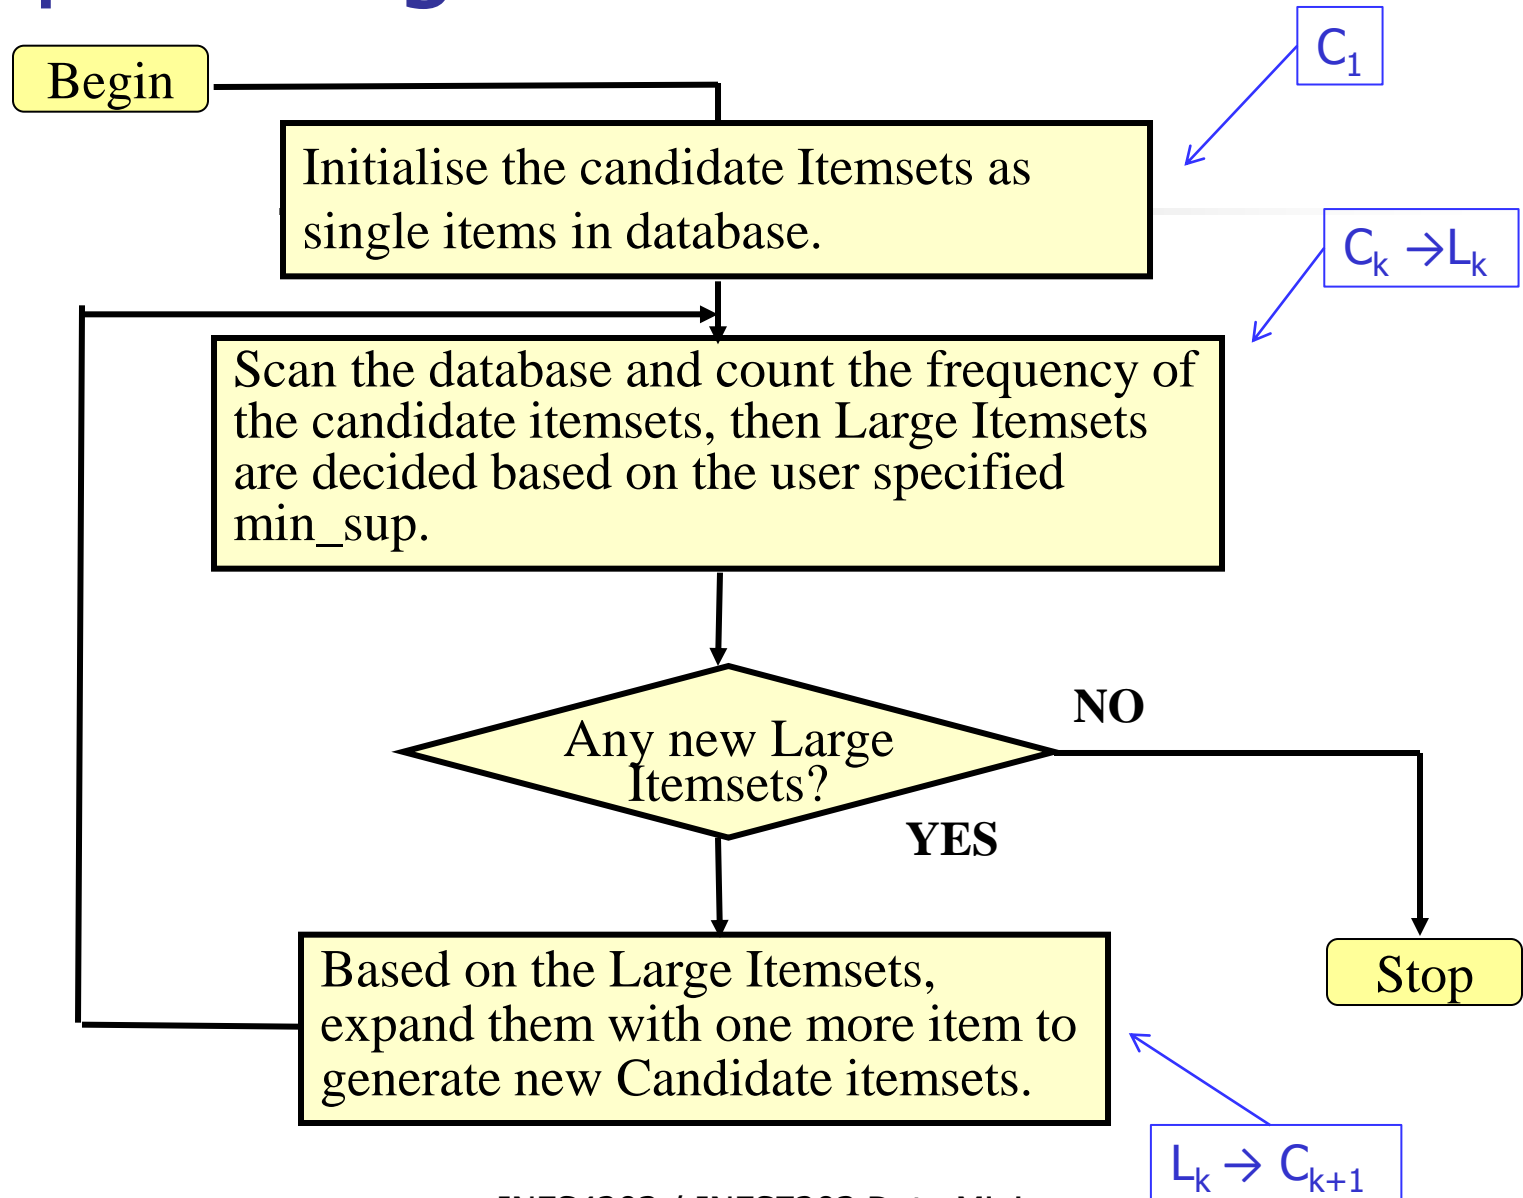 Begin
C1
Initialise the candidate Itemsets as
single items in database.
Ck →Lk
Scan the database and count the frequency of
the candidate itemsets, then Large Itemsets
are decided based on the user specified
min_sup.
NO
Any new Large
Itemsets?
YES
Based on the Large Itemsets,
expand them with one more item to
generate new Candidate itemsets.
Stop
Lk → Ck+1